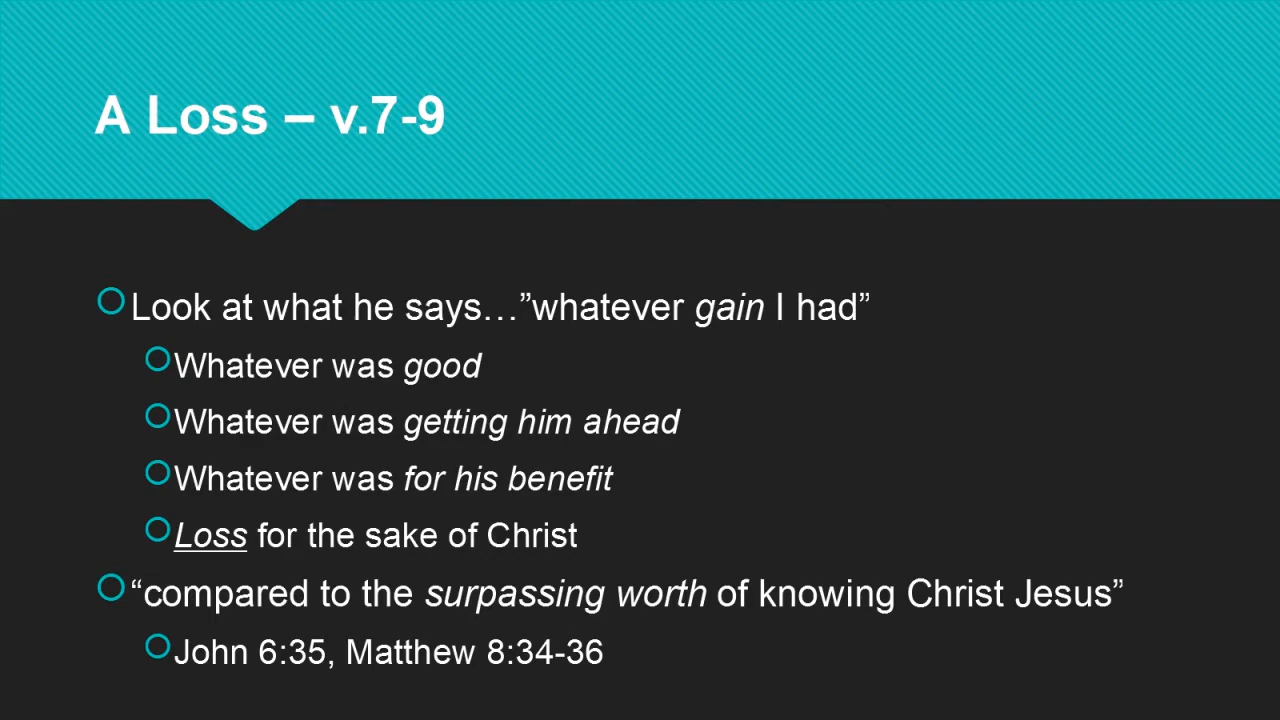 A Loss – v.7-9
Look at what he says…”whatever gain I had”
Whatever was good
Whatever was getting him ahead
Whatever was for his benefit
Loss for the sake of Christ
“compared to the surpassing worth of knowing Christ Jesus”
John 6:35, Matthew 8:34-36